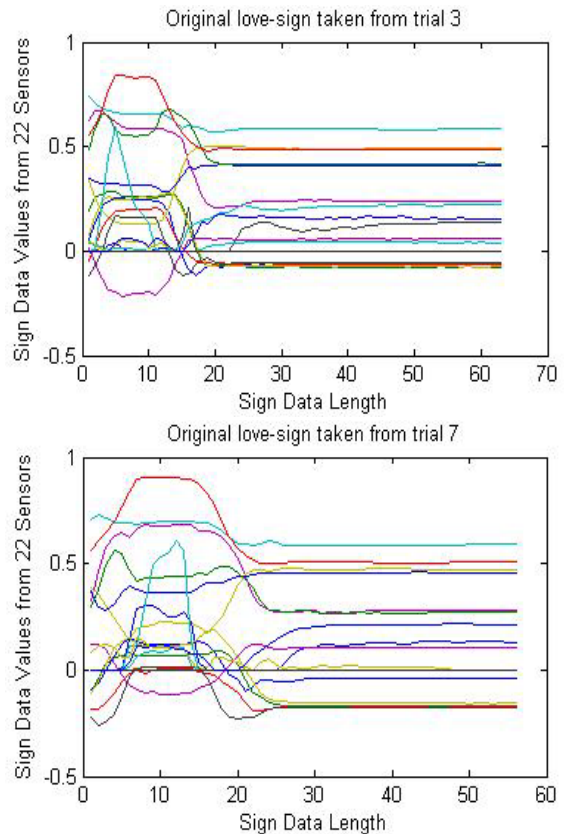 Original love-sign taken from trial 3
Sign Data Values from 22 Sensors
1
0.5
0
-0.5
0 10 20 30 40 50 60 70
Sign Data Length
Original love-sign taken from trial 7
Sign Data Values from 22 Sensors
1
0.5
0
-0.5
0 10 20 30 40 50 60
Sign Data Length